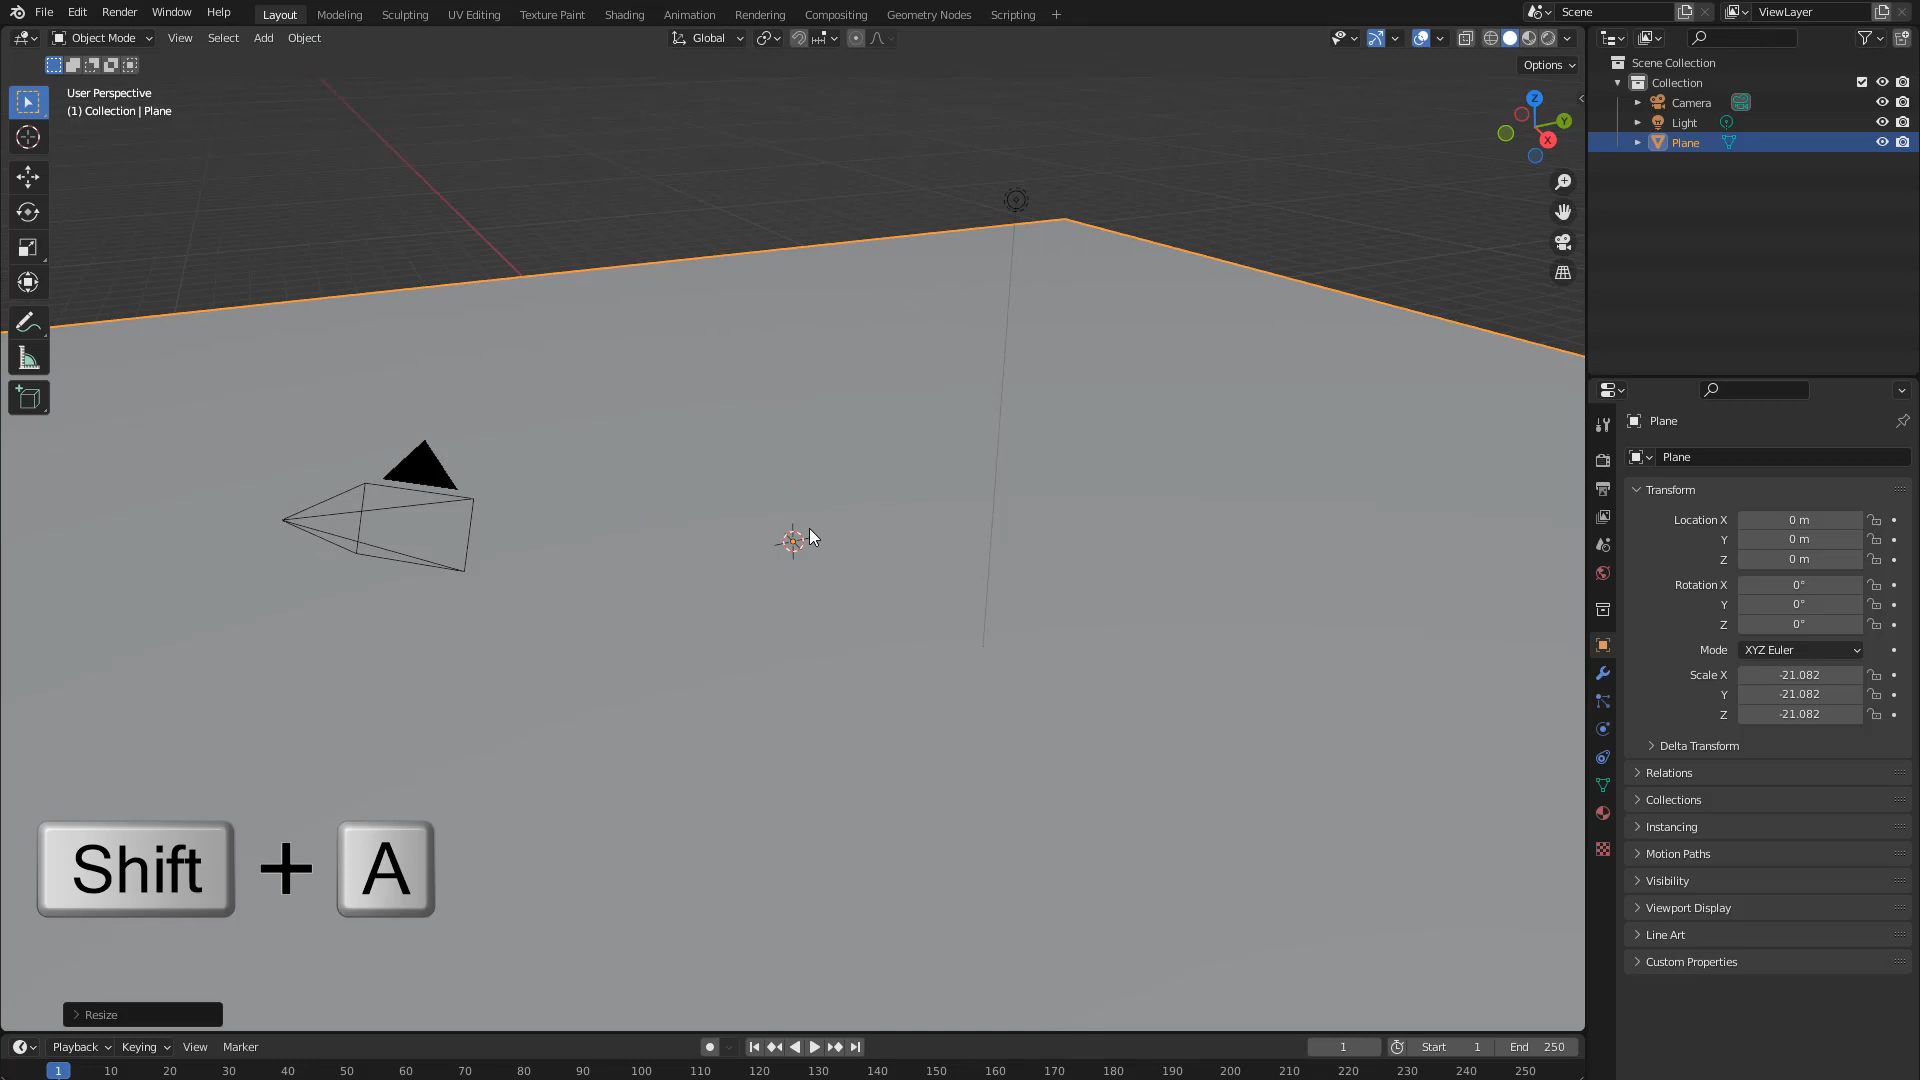 File Edit Render Window Help Layout Modeling Sculpting UV Editing Texture Paint Shading Animation Rendering Compositing Geometry Nodes Scripting + Scene ViewLayer
Object Mode View Select Add Object Global
Options
User Perspective
(1) Collection | Plane
Z
Y
X
Scene Collection
Collection
Camera
Light
Plane
Plane
Plane
Transform
Location X 0 m
Y 0 m
Z 0 m
Rotation X 0°
Y 0°
Z 0°
Mode XYZ Euler
Scale X -21.082
Y -21.082
Z -21.082
Delta Transform
Relations
Collections
Instancing
Motion Paths
Visibility
Viewport Display
Line Art
Custom Properties
Shift + A
Resize
Playback Keying View Marker 1 Start 1 End 250
1 10 20 30 40 50 60 70 80 90 100 110 120 130 140 150 160 170 180 190 200 210 220 230 240 250